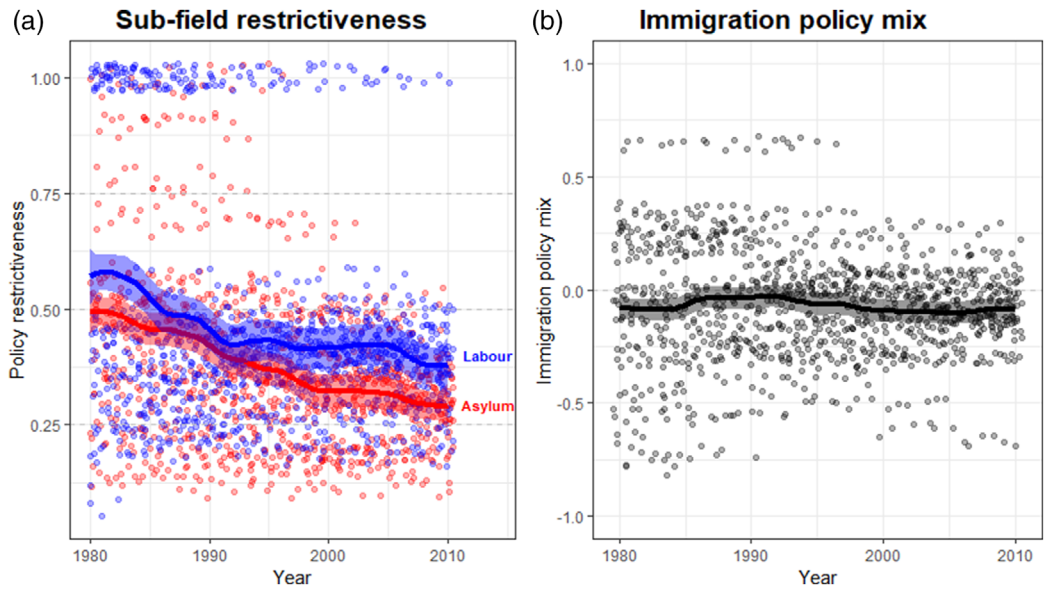 (a)
Sub-field restrictiveness
Policy restrictiveness
1.00
0.75
0.50
0.25
Labour
Asylum
1980
1990
2000
2010
Year
(b)
Immigration policy mix
Immigration policy mix
1.0
0.5
0.0
-0.5
-1.0
1980
1990
2000
2010
Year